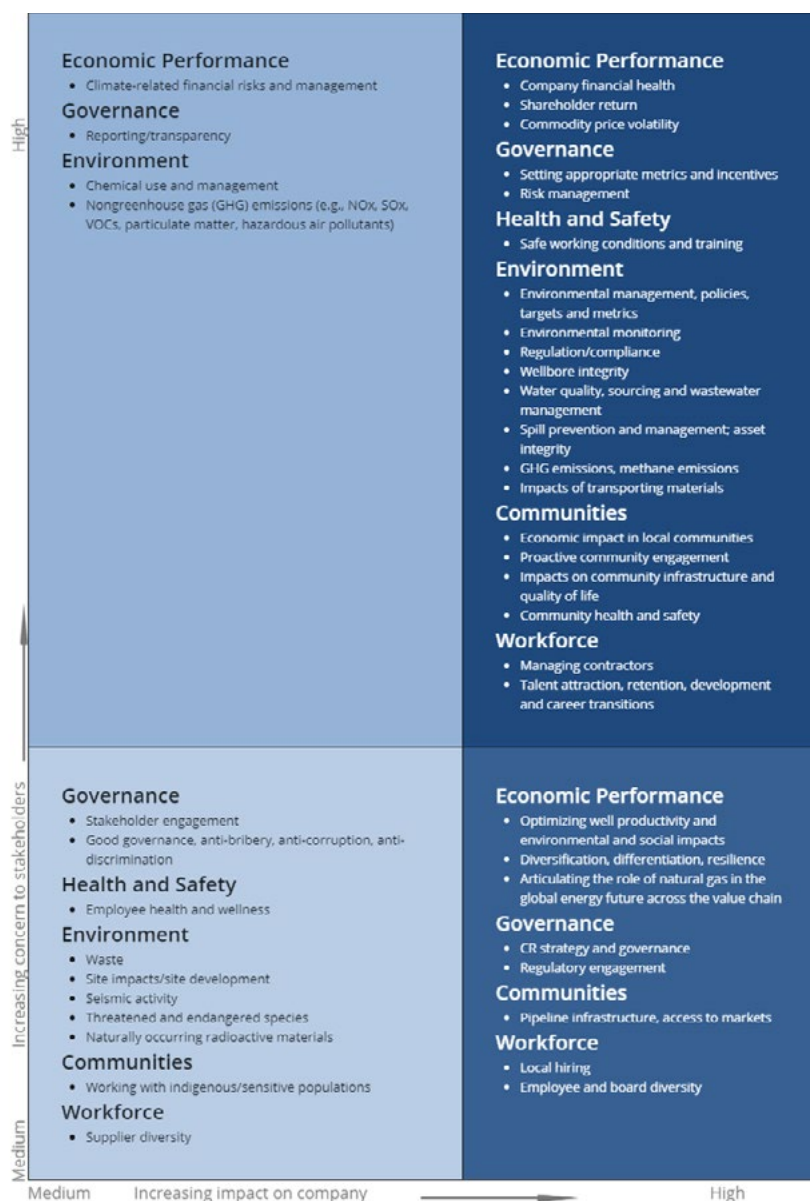 Economic Performance
• Climate-related financial risks and management
Governance
• Reporting/transparency
Environment
• Chemical use and management
• Nongreenhouse gas (GHG) emissions (e.g., NOx, SOx,
VOCs, particulate matter, hazardous air pollutants)
Economic Performance
• Company financial health
• Shareholder return
• Commodity price volatility
Governance
• Setting appropriate metrics and incentives
• Risk management
Health and Safety
• Safe working conditions and training
Environment
• Environmental management, policies,
targets and metrics
• Environmental monitoring
• Regulation/compliance
• Wellbore integrity
• Water quality, sourcing and wastewater
management
• Spill prevention and management; asset
integrity
• GHG emissions, methane emissions
• Impacts of transporting materials
Communities
• Economic impact in local communities
• Proactive community engagement
• Impacts on community infrastructure and
quality of life
• Community health and safety
Workforce
• Managing contractors
• Talent attraction, retention, development
and career transitions
Governance
• Stakeholder engagement
• Good governance, anti-bribery, anti-corruption, anti-
discrimination
Health and Safety
• Employee health and wellness
Environment
• Waste
• Site impacts/site development
• Seismic activity
• Threatened and endangered species
• Naturally occurring radioactive materials
Communities
• Working with indigenous/sensitive populations
Workforce
• Supplier diversity
Economic Performance
• Optimizing well productivity and
environmental and social impacts
• Diversification, differentiation, resilience
• Articulating the role of natural gas in the
global energy future across the value chain
Governance
• CR strategy and governance
• Regulatory engagement
Communities
• Pipeline infrastructure, access to markets
Workforce
• Local hiring
• Employee and board diversity
High
Increasing concern to stakeholders
Medium
Medium Increasing impact on company High